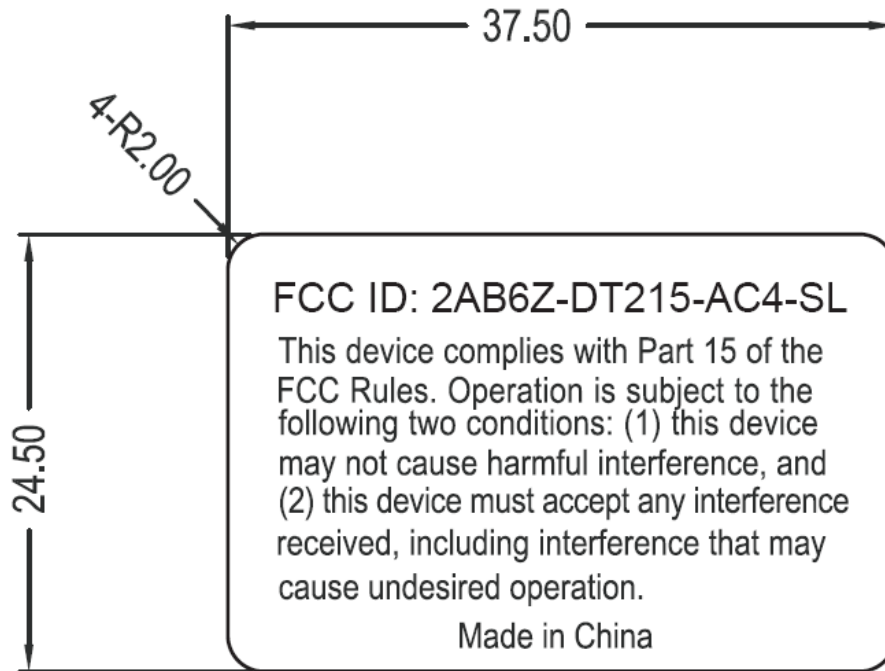 37.50
4-R2.00
24.50
FCC ID: 2AB6Z-DT215-AC4-SL
This device complies with Part 15 of the
FCC Rules. Operation is subject to the
following two conditions: (1) this device
may not cause harmful interference, and
(2) this device must accept any interference
received, including interference that may
cause undesired operation.
Made in China